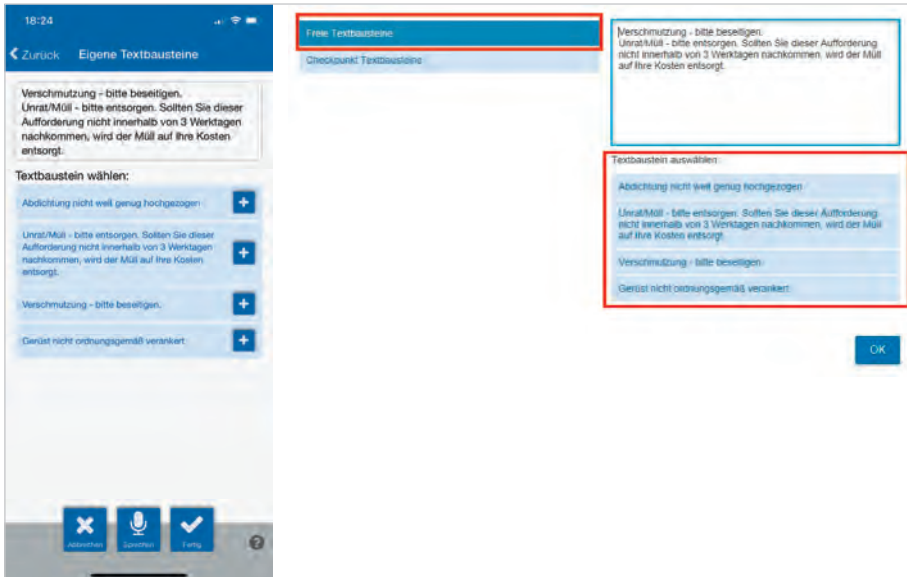 18:24
Zurück Eigene Textbausteine
Verschmutzung - bitte beseitigen.
Unrat/Müll - bitte entsorgen. Sollten Sie dieser
Aufforderung nicht innerhalb von 3 Werktagen
nachkommen, wird der Müll auf Ihre Kosten
entsorgt.
Textbaustein wählen:
Abdichtung nicht weit genug hochgezogen
Unrat/Müll - bitte entsorgen. Sollten Sie dieser
Aufforderung nicht innerhalb von 3 Werktagen
nachkommen, wird der Müll auf Ihre Kosten
entsorgt.
Verschmutzung - bitte beseitigen.
Gerüst nicht ordnungsgemäß verankert
Abbrechen Sprechen Fertig
?
Freie Textbausteine
Checkpunkt Textbausteine
Verschmutzung - bitte beseitigen.
Unrat/Müll - bitte entsorgen. Sollten Sie dieser Aufforderung
nicht innerhalb von 3 Werktagen nachkommen, wird der Müll
auf Ihre Kosten entsorgt.
Textbaustein auswählen:
Abdichtung nicht weit genug hochgezogen
Unrat/Müll - bitte entsorgen. Sollten Sie dieser Aufforderung
nicht innerhalb von 3 Werktagen nachkommen, wird der Müll
auf Ihre Kosten entsorgt.
Verschmutzung - bitte beseitigen.
Gerüst nicht ordnungsgemäß verankert
OK